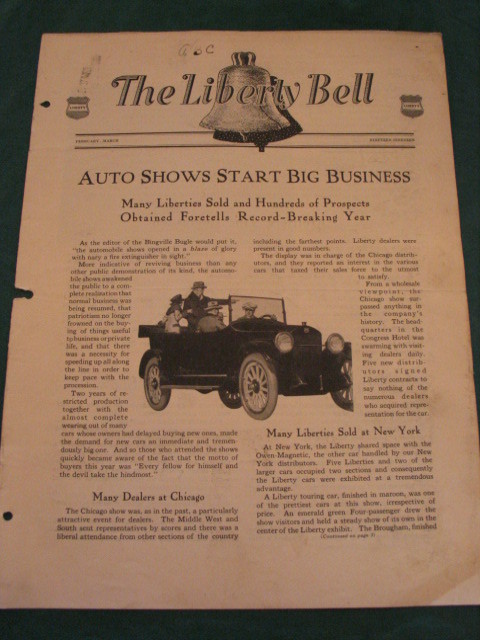 a o C
The Liberty Bell
LIBERTY
LIBERTY
FEBRUARY-MARCH
NINETEEN-NINETEEN
AUTO SHOWS START BIG BUSINESS
Many Liberties Sold and Hundreds of Prospects
Obtained Foretells Record-Breaking Year
As the editor of the Bingville Bugle would put it,
"the automobile shows opened in a blaze of glory
with nary a fire extinguisher in sight."
More indicative of reviving business than any
other public demonstration of its kind, the automo-
bile shows awakened
the public to a com-
plete realization that
normal business was
being resumed, that
patriotism no longer
frowned on the buy-
ing of things useful
to business or private
life, and that there
was a necessity for
speeding up all along
the line in order to
keep pace with the
procession.
Two years of re-
stricted production
together with the
almost complete
wearing out of many
cars whose owners had delayed buying new ones, made
the demand for new cars an immediate and tremen-
dously big one. And so those who attended the shows
quickly became aware of the fact that the motto of
buyers this year was "Every fellow for himself and
the devil take the hindmost."
Many Dealers at Chicago
The Chicago show was, as in the past, a particularly
attractive event for dealers. The Middle West and
South sent representatives by scores and there was a
liberal attendance from other sections of the country
including the farthest points. Liberty dealers were
present in good numbers.
The display was in charge of the Chicago distrib-
utors, and they reported an interest in the various
cars that taxed their sales force to the utmost
to satisfy.
From a wholesale
viewpoint, the
Chicago show sur-
passed anything in
the company's
history. The head-
quarters in the
Congress Hotel was
swarming with visit-
ing dealers daily.
Five new distrib-
utors signed
Liberty contracts to
say nothing of the
numerous dealers
who acquired repre-
sentation for the car.
Many Liberties Sold at New York
At New York, the Liberty shared space with the
Owen-Magnetic, the other car handled by our New
York distributors. Five Liberties and two of the
larger cars occupied two sections and consequently
the Liberty cars were exhibited at a tremendous
advantage.
A Liberty touring car, finished in maroon, was one
of the prettiest cars at this show, irrespective of
price. An emerald green Four-passenger drew the
show visitors and held a steady show of its own in the
center of the Liberty exhibit. The Brougham, finished
(Continued on page 3)